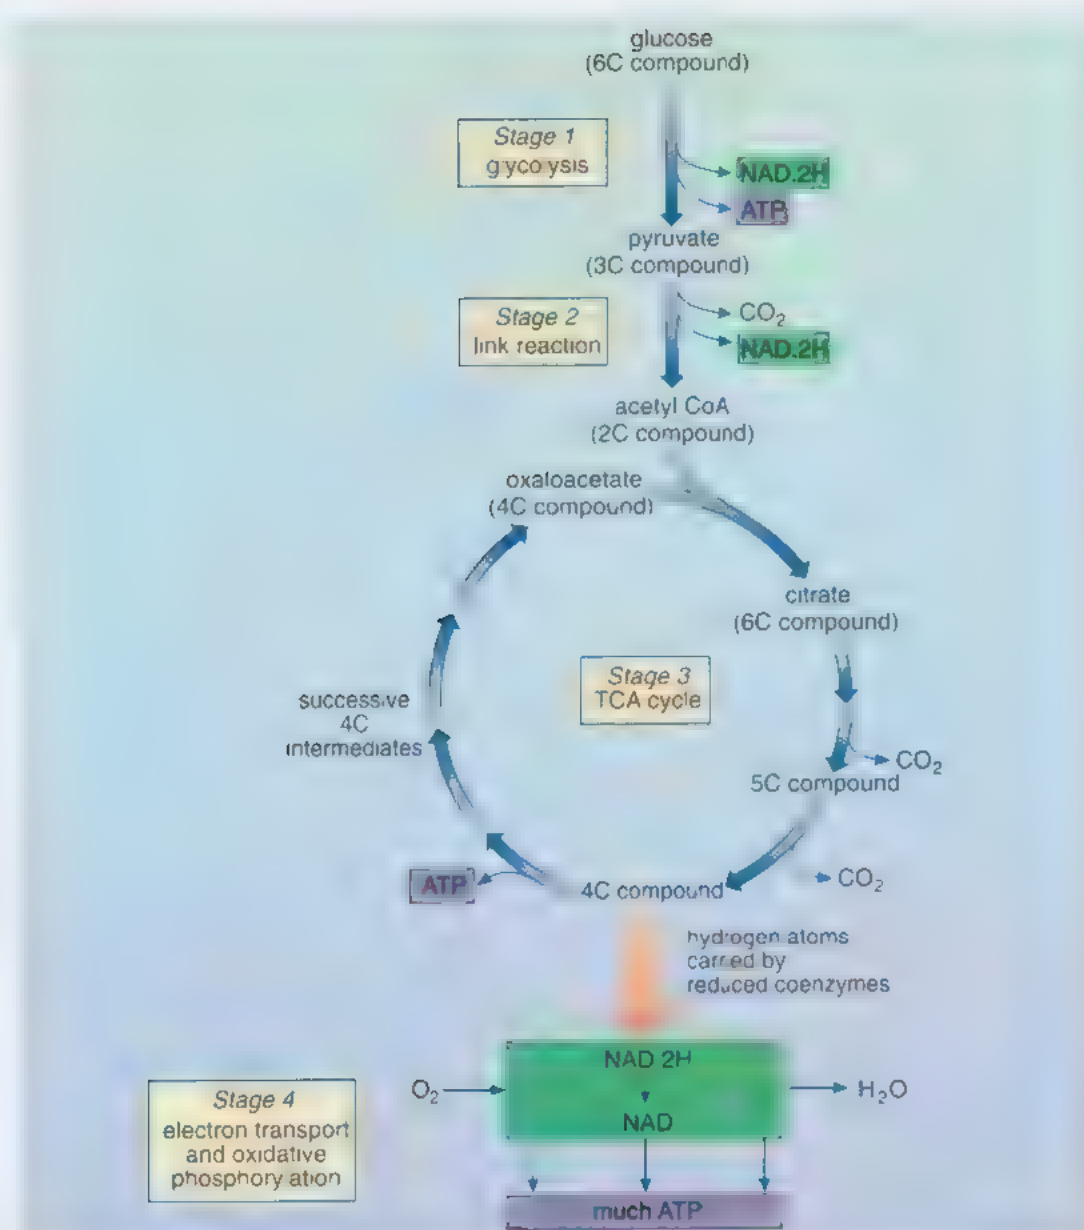 glucose
(6C compound)
Stage 1
glycolysis
NAD.2H
ATP
pyruvate
(3C compound)
Stage 2
link reaction
CO₂
NAD.2H
acetyl CoA
(2C compound)
oxaloacetate
(4C compound)
citrate
(6C compound)
Stage 3
TCA cycle
successive
4C
intermediates
CO₂
5C compound
CO₂
ATP
4C compound
hydrogen atoms
carried by
reduced coenzymes
NAD 2H
O₂
H₂O
NAD
Stage 4
electron transport
and oxidative
phosphorylation
much ATP